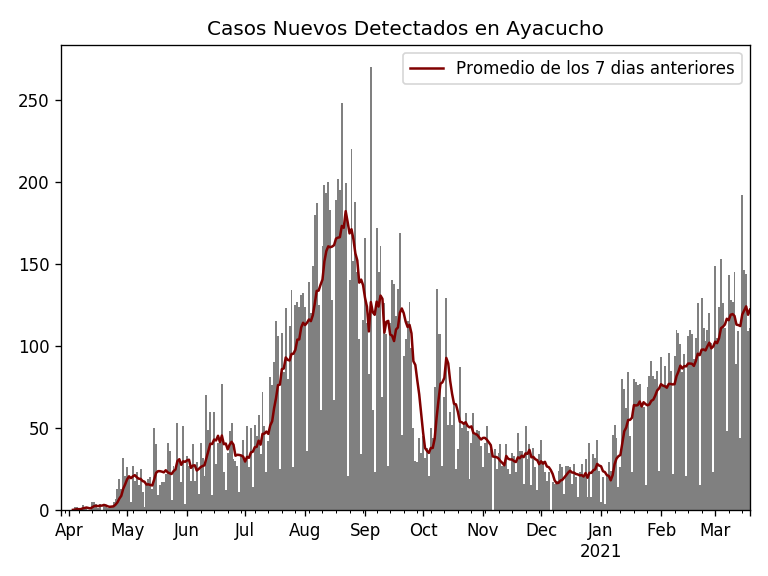 Casos Nuevos Detectados en Ayacucho
Promedio de los 7 dias anteriores
250
200
150
100
50
0
Apr May Jun Jul Aug Sep Oct Nov Dec Jan Feb Mar
2021